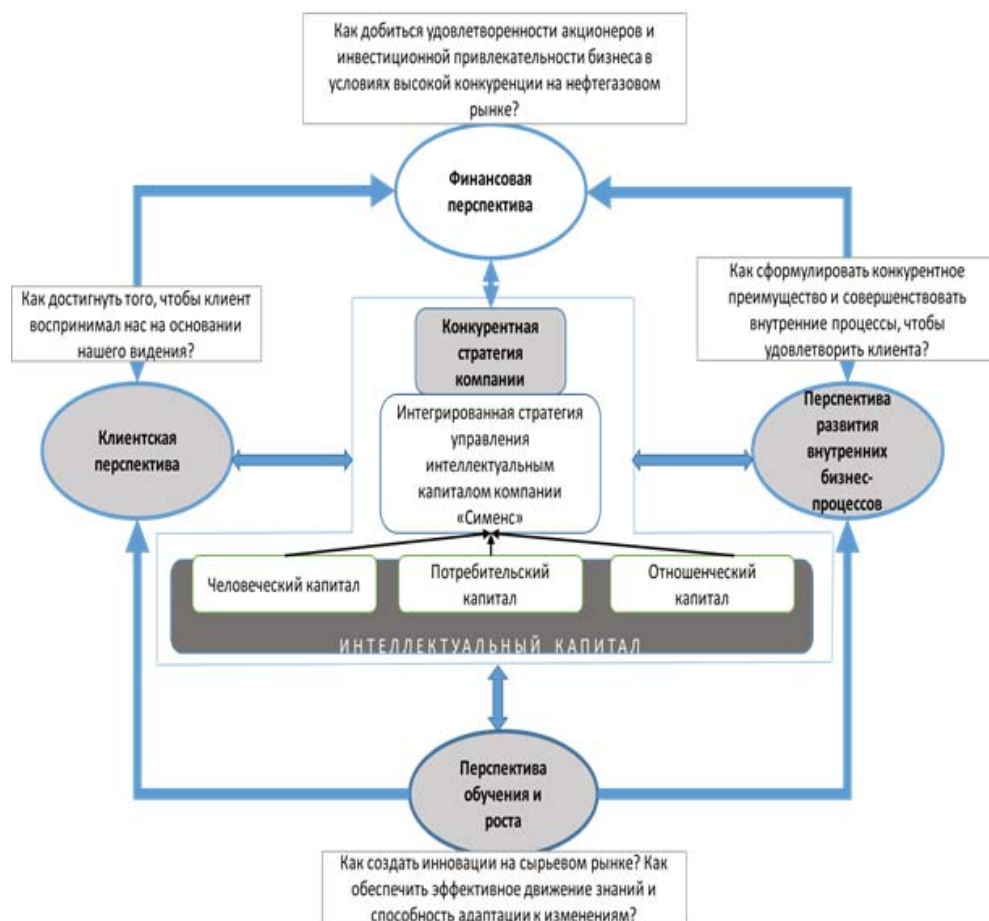 Как добиться удовлетворенности акционеров и
инвестиционной привлекательности бизнеса в
условиях высокой конкуренции на нефтегазовом
рынке?
Финансовая
перспектива
Как достигнуть того, чтобы клиент
воспринимал нас на основании
нашего видения?
Как сформулировать конкурентное
преимущество и совершенствовать
внутренние процессы, чтобы
удовлетворить клиента?
Конкурентная
стратегия
компании
Интегрированная стратегия
управления
интеллектуальным
капиталом компании
«Сименс»
Клиентская
перспектива
Перспектива
развития
внутренних
бизнес-
процессов
Человеческий капитал
Потребительский
капитал
Отношенческий
капитал
ИНТЕЛЛЕКТУАЛЬНЫЙ КАПИТАЛ
Перспектива
обучения и
роста
Как создать инновации на сырьевом рынке? Как
обеспечить эффективное движение знаний и
способность адаптации к изменениям?